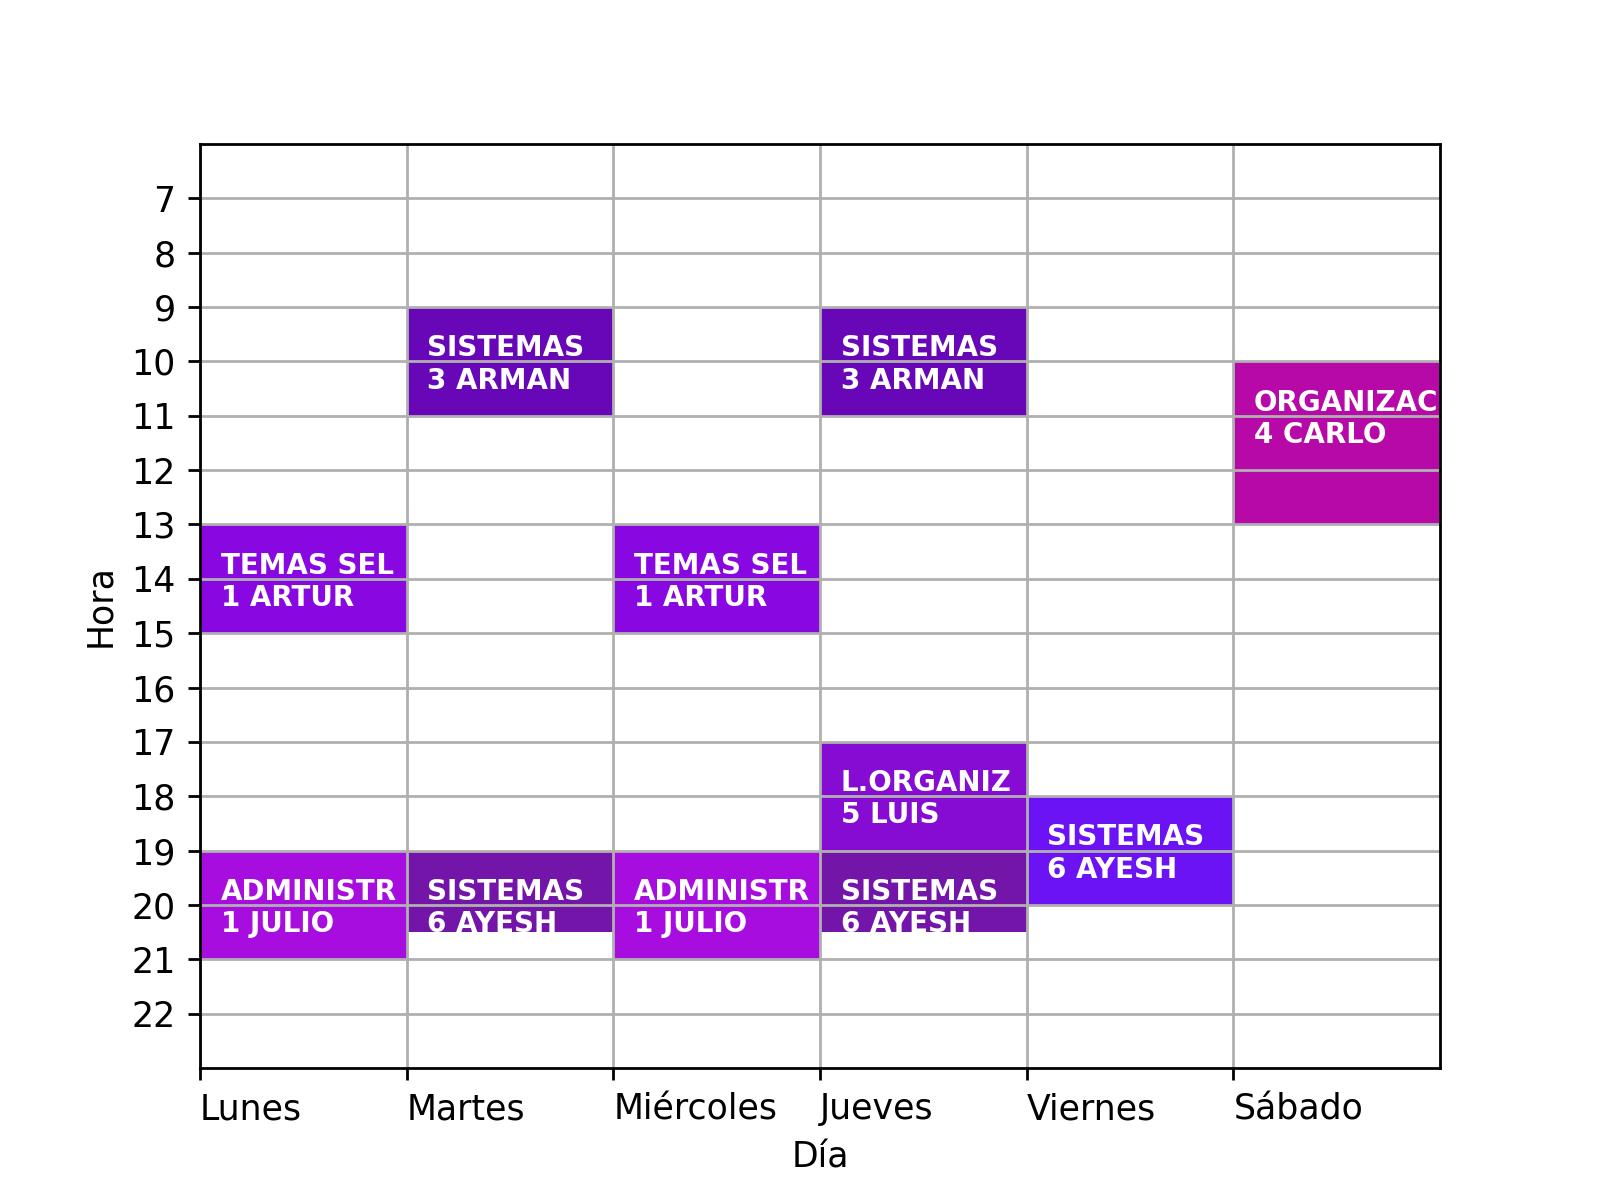 7
8
9
SISTEMAS
SISTEMAS
10
3 ARMAN
3 ARMAN
ORGANIZAC
11
4 CARLO
12
13
TEMAS SEL
TEMAS SEL
14
1 ARTUR
1 ARTUR
Hora
15
16
17
L.ORGANIZ
18
5 LUIS
SISTEMAS
19
6 AYESH
ADMINISTR
SISTEMAS
ADMINISTR
SISTEMAS
20
1 JULIO
6 AYESH
1 JULIO
6 AYESH
21
22
Lunes
Martes
Miércoles
Jueves
Viernes
Sábado
Día